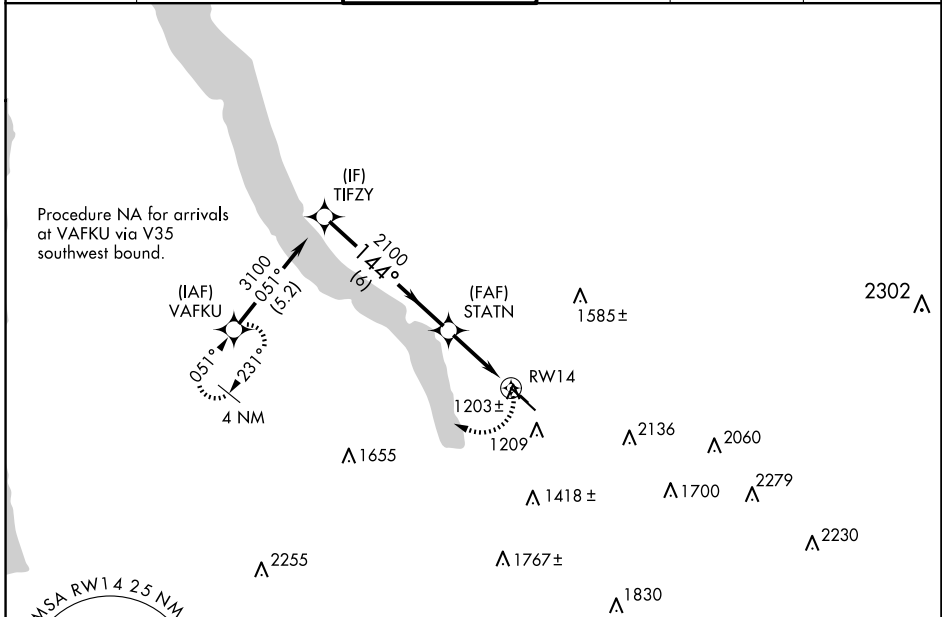 (IF)
TIFZY
Procedure NA for arrivals
at VAFKU via V35
southwest bound.
2100
144°
(6)
3100
051°
(5.2)
(IAF)
VAFKU
(FAF)
STATN
1585 ±
2302
051°
231°
4 NM
RW14
1203 ±
1209
2136
2060
1655
1418 ±
1700
2279
2230
2255
1767 ±
1830
MSA RW14 25 NM